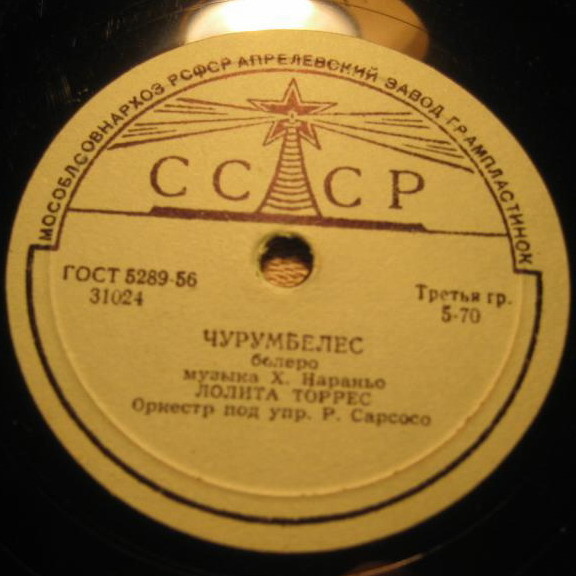 МОСОБЛСОВНАРХОЗ РСФСР АПРЕЛЕВСКИЙ ЗАВОД ГРАМПЛАСТИНОК
СССР
ГОСТ 5289-56
31024
Третья гр.
5-70
ЧУРУМБЕЛЕС
болеро
музыка Х. Нараньо
ЛОЛИТА ТОРРЕС
Оркестр под упр. Р. Сарсосо